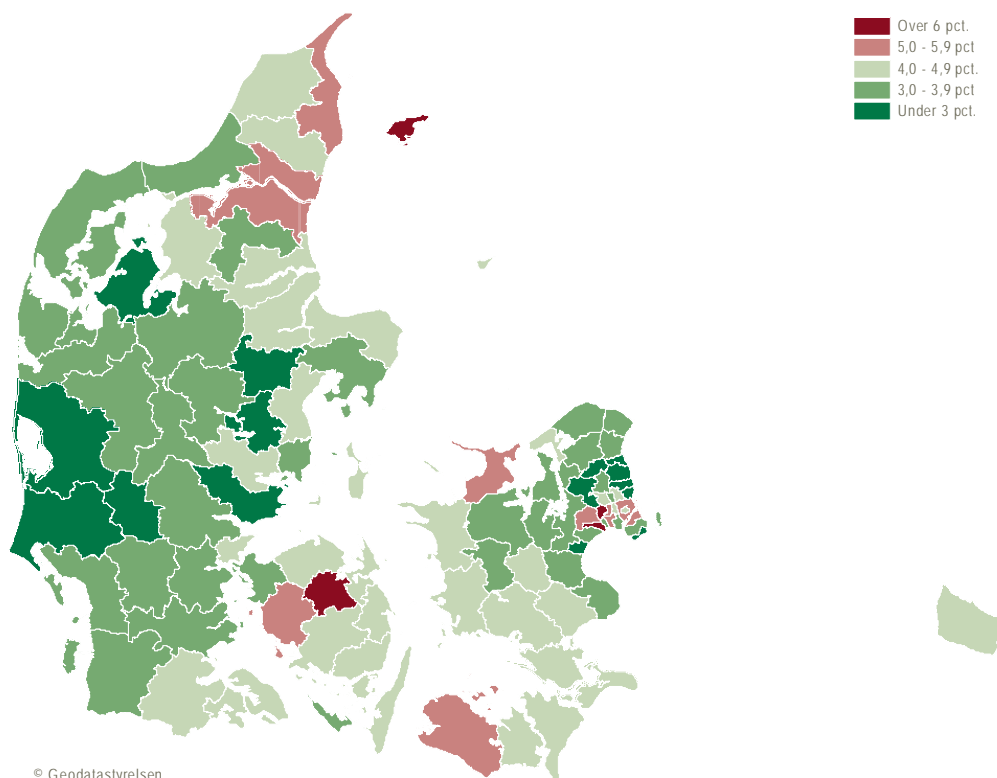 Over 6 pct.
5,0 - 5,9 pct
4,0 - 4,9 pct.
3,0 - 3,9 pct
Under 3 pct.
© Geodatastyrelsen